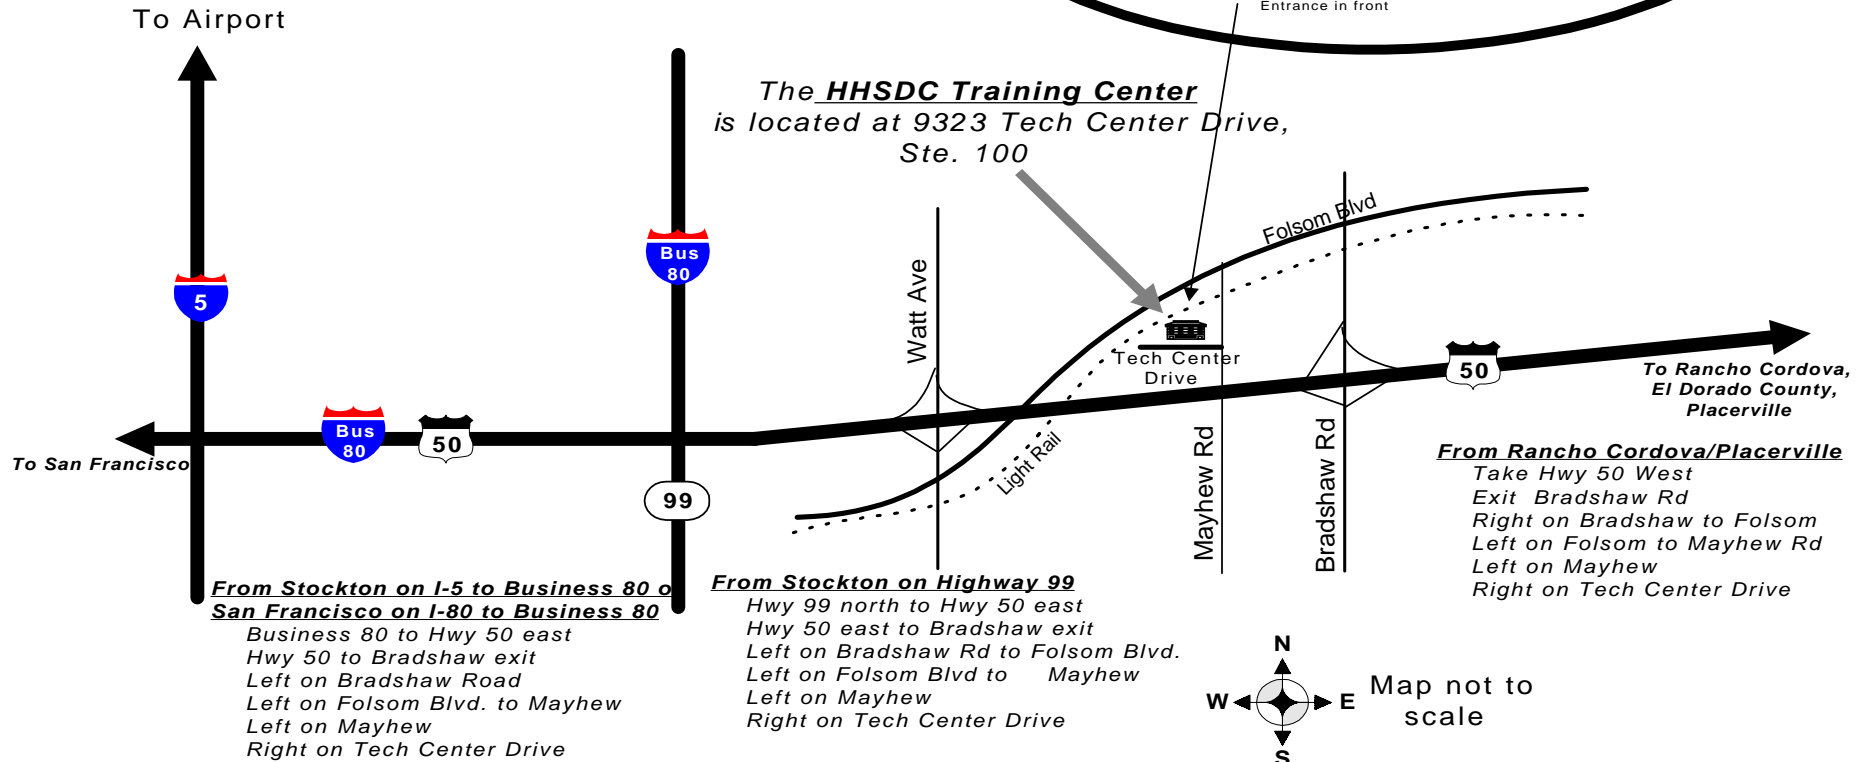 Entrance in front
To Airport
The HHSDC Training Center
is located at 9323 Tech Center Drive,
Ste. 100
5
Bus
80
Watt Ave
Folsom Blvd
Tech Center
Drive
50
To Rancho Cordova,
El Dorado County,
Placerville
Bus
80
50
To San Francisco
99
Light Rail
Mayhew Rd
Bradshaw Rd
From Rancho Cordova/Placerville
Take Hwy 50 West
Exit Bradshaw Rd
Right on Bradshaw to Folsom
Left on Folsom to Mayhew Rd
Left on Mayhew
Right on Tech Center Drive
From Stockton on I-5 to Business 80 o
San Francisco on I-80 to Business 80
Business 80 to Hwy 50 east
Hwy 50 to Bradshaw exit
Left on Bradshaw Road
Left on Folsom Blvd. to Mayhew
Left on Mayhew
Right on Tech Center Drive
From Stockton on Highway 99
Hwy 99 north to Hwy 50 east
Hwy 50 east to Bradshaw exit
Left on Bradshaw Rd to Folsom Blvd.
Left on Folsom Blvd to Mayhew
Left on Mayhew
Right on Tech Center Drive
N
W
E
S
Map not to
scale